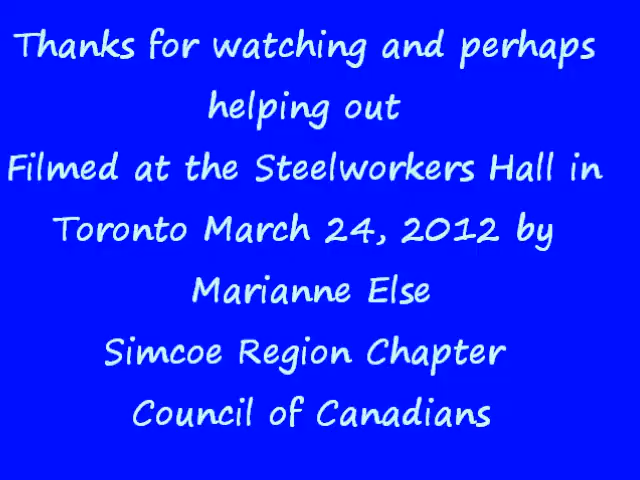 Thanks for watching and perhaps
helping out
Filmed at the Steelworkers Hall in
Toronto March 24, 2012 by
Marianne Else
Simcoe Region Chapter
Council of Canadians